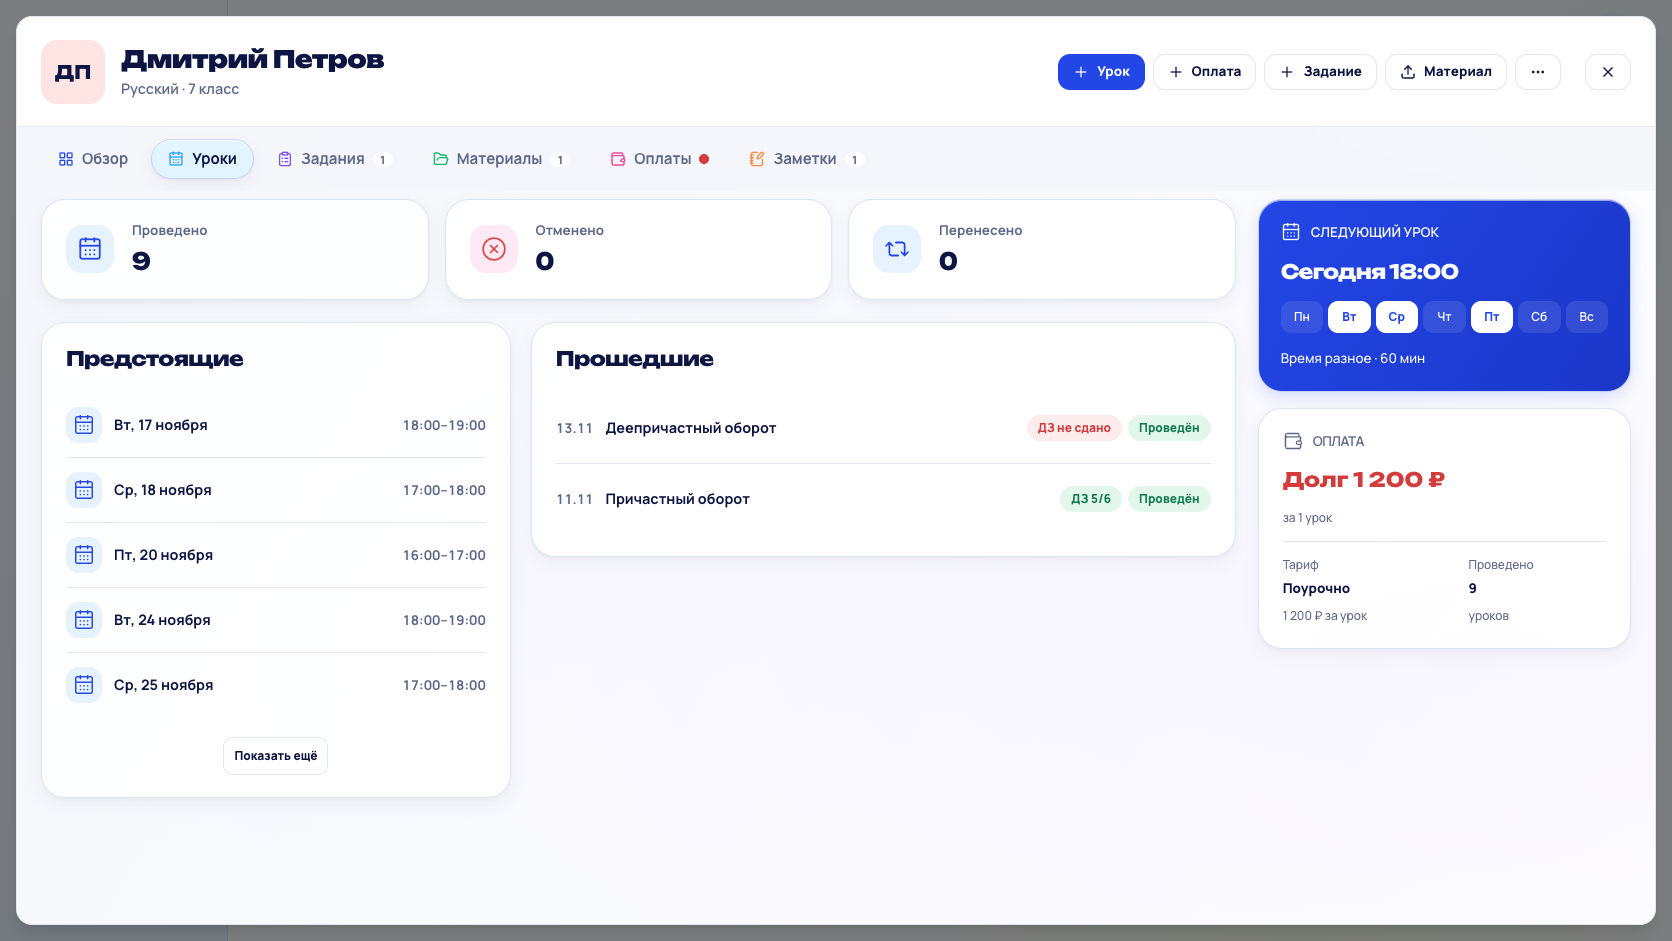 ДП
Дмитрий Петров
Русский · 7 класс
Урок
Оплата
Задание
Материал
Обзор
Уроки
Задания 1
Материалы 1
Оплаты
Заметки 1
Проведено
9
Отменено
0
Перенесено
0
Предстоящие
Вт, 17 ноября 18:00–19:00
Ср, 18 ноября 17:00–18:00
Пт, 20 ноября 16:00–17:00
Вт, 24 ноября 18:00–19:00
Ср, 25 ноября 17:00–18:00
Показать ещё
Прошедшие
13.11 Деепричастный оборот ДЗ не сдано Проведён
11.11 Причастный оборот ДЗ 5/6 Проведён
СЛЕДУЮЩИЙ УРОК
Сегодня 18:00
Пн Вт Ср Чт Пт Сб Вс
Время разное · 60 мин
ОПЛАТА
Долг 1 200 ₽
за 1 урок
Тариф Проведено
Поурочно 9
1 200 ₽ за урок уроков